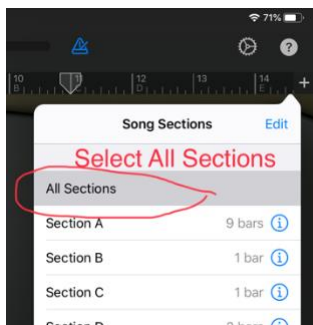 71%
?
10 11 12 13 14 +
B C D E
Song Sections Edit
Select All Sections
All Sections
Section A 9 bars i
Section B 1 bar i
Section C 1 bar i